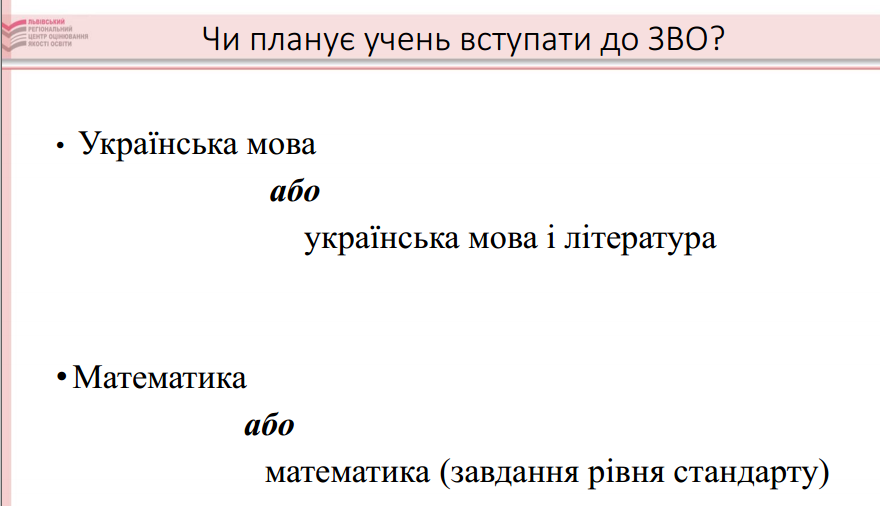 ЛЬВІВСЬКИЙ
РЕГІОНАЛЬНИЙ
ЦЕНТР ОЦІНЮВАННЯ
ЯКОСТІ ОСВІТИ
Чи планує учень вступати до ЗВО?
• Українська мова
або
українська мова і література
• Математика
або
математика (завдання рівня стандарту)